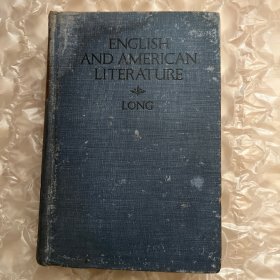 ENGLISH
AND AMERICAN
LITERATURE
LONG